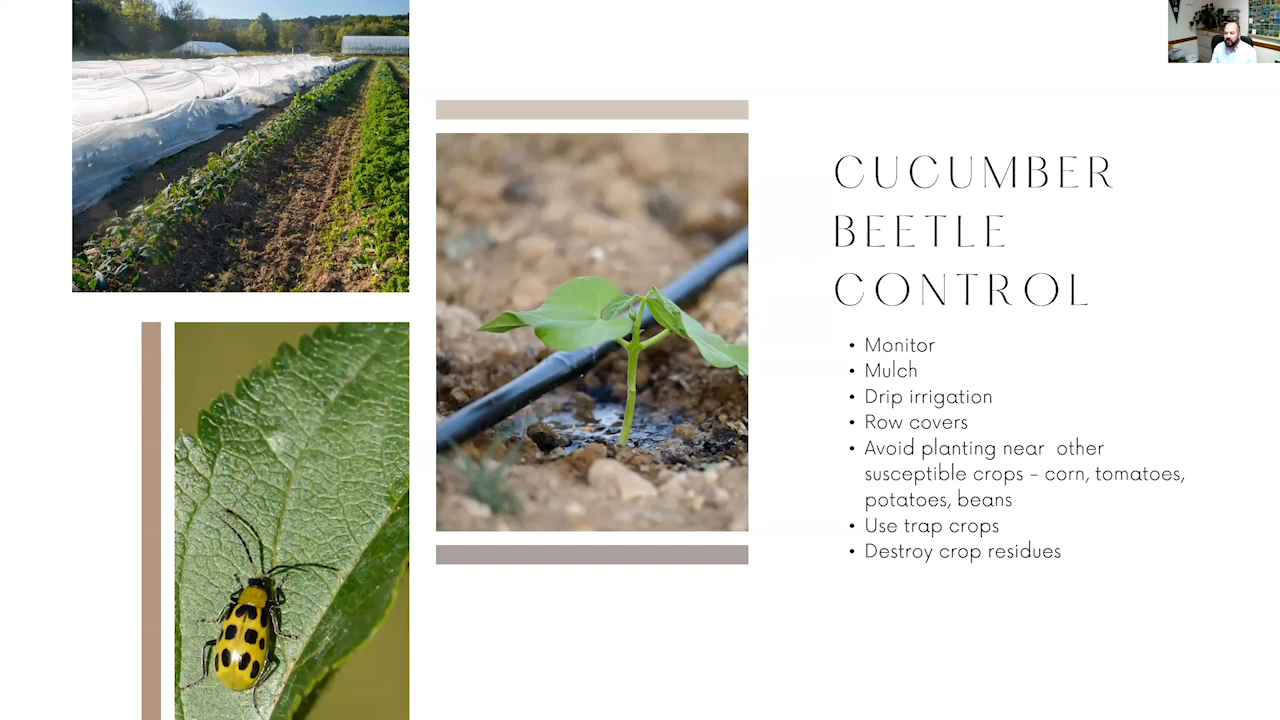 CUCUMBER
BEETLE
CONTROL
• Monitor
• Mulch
• Drip irrigation
• Row covers
• Avoid planting near other
susceptible crops - corn, tomatoes,
potatoes, beans
• Use trap crops
• Destroy crop residues